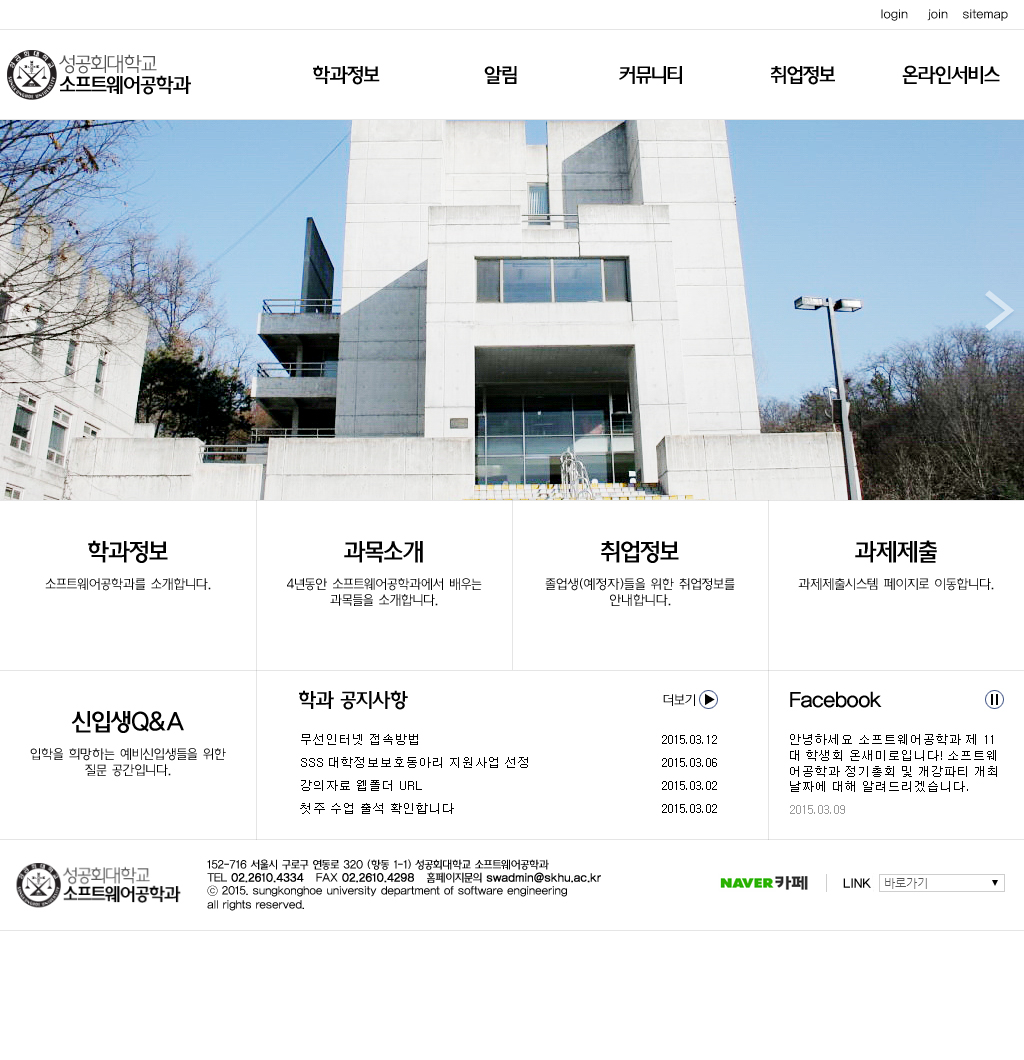 login join sitemap
성공회대학교
소프트웨어공학과
학과정보 알림 커뮤니티 취업정보 온라인서비스
학과정보
소프트웨어공학과를 소개합니다.
과목소개
4년동안 소프트웨어공학과에서 배우는
과목들을 소개합니다.
취업정보
졸업생(예정자)들을 위한 취업정보를
안내합니다.
과제제출
과제제출시스템 페이지로 이동합니다.
신입생Q&A
입학을 희망하는 예비신입생들을 위한
질문 공간입니다.
학과 공지사항 더보기
무선인터넷 접속방법 2015.03.12
SSS 대학정보보호동아리 지원사업 선정 2015.03.06
강의자료 웹폴더 URL 2015.03.02
첫주 수업 출석 확인합니다 2015.03.02
Facebook
안녕하세요 소프트웨어공학과 제 11
대 학생회 온새미로입니다! 소프트웨
어공학과 정기총회 및 개강파티 개최
날짜에 대해 알려드리겠습니다.
2015.03.09
성공회대학교
소프트웨어공학과
152-716 서울시 구로구 연동로 320 (항동 1-1) 성공회대학교 소프트웨어공학과
TEL 02.2610.4334 FAX 02.2610.4298 홈페이지문의 swadmin@skhu.ac.kr
ⓒ 2015. sungkonghoe university department of software engineering
all rights reserved.
NAVER카페 LINK 바로가기